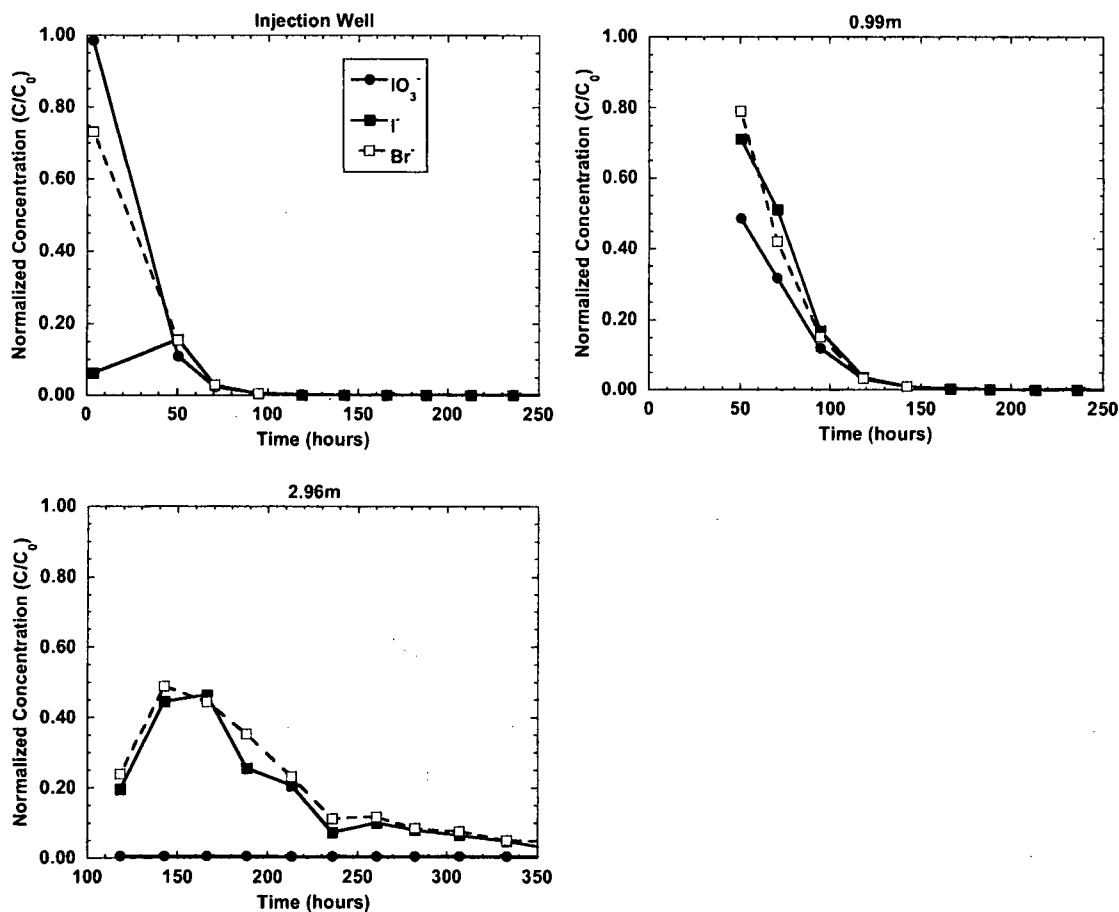 Injection Well
Normalized Concentration (C/C₀)
1.00
0.80
0.60
0.40
0.20
0.00
IO₃⁻
I⁻
Br⁻
0 50 100 150 200 250
Time (hours)
0.99m
Normalized Concentration (C/C₀)
1.00
0.80
0.60
0.40
0.20
0.00
0 50 100 150 200 250
Time (hours)
2.96m
Normalized Concentration (C/C₀)
1.00
0.80
0.60
0.40
0.20
0.00
100 150 200 250 300 350
Time (hours)